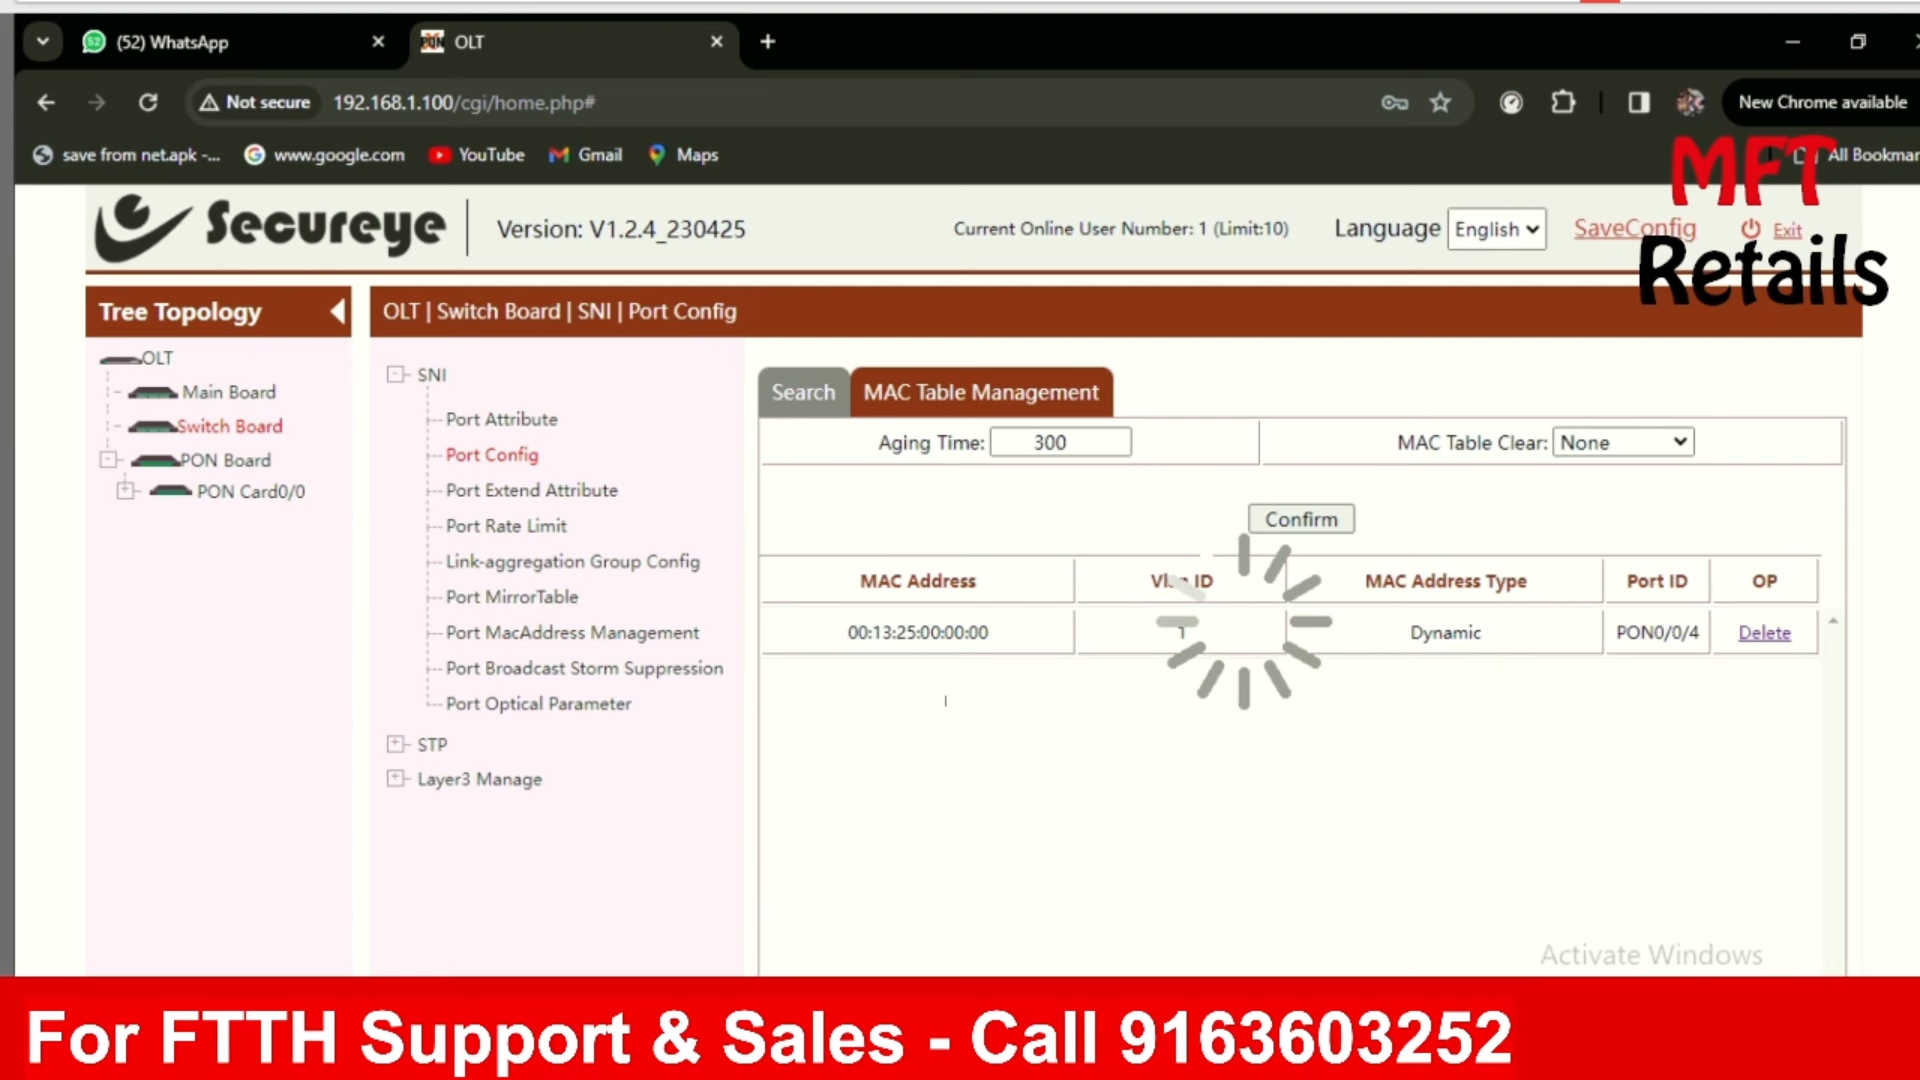 (52) WhatsApp
OLT
Not secure
192.168.1.100/cgi/home.php#
New Chrome available
save from net.apk -...
www.google.com
YouTube
Gmail
Maps
All Bookmar
MFT
Retails
Secureye
Version: V1.2.4_230425
Current Online User Number: 1 (Limit:10)
Language
English
SaveConfig
Exit
Tree Topology
OLT | Switch Board | SNI | Port Config
OLT
Main Board
Switch Board
PON Board
PON Card0/0
SNI
Port Attribute
Port Config
Port Extend Attribute
Port Rate Limit
Link-aggregation Group Config
Port MirrorTable
Port MacAddress Management
Port Broadcast Storm Suppression
Port Optical Parameter
STP
Layer3 Manage
Search
MAC Table Management
Aging Time: 300
MAC Table Clear: None
Confirm
MAC Address Vlan ID MAC Address Type Port ID OP
00:13:25:00:00:00 1 Dynamic PON0/0/4 Delete
Activate Windows
For FTTH Support & Sales - Call 9163603252